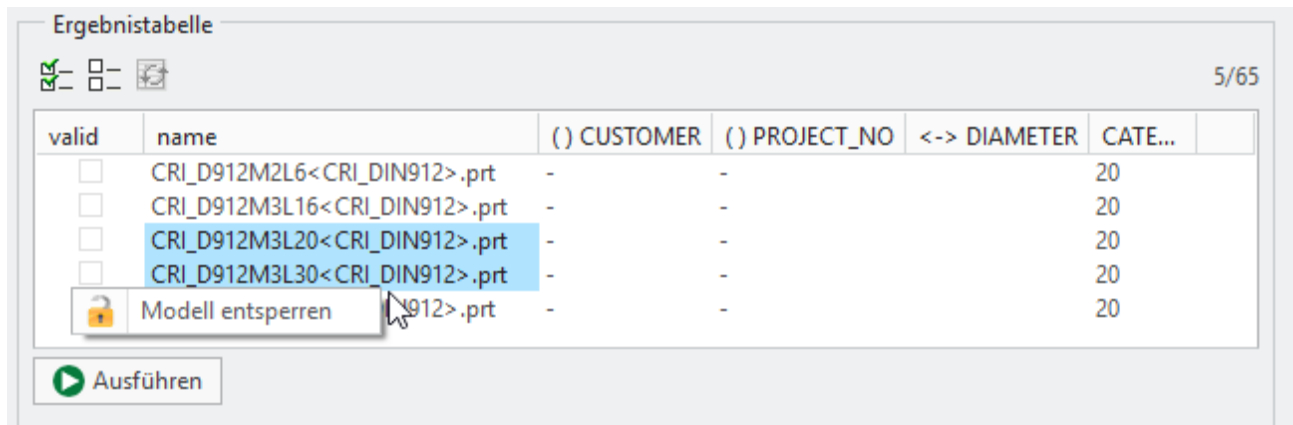 Ergebnistabelle
5/65
valid name ( ) CUSTOMER ( ) PROJECT_NO <-> DIAMETER CATE...
CRI_D912M2L6<CRI_DIN912>.prt - - 20
CRI_D912M3L16<CRI_DIN912>.prt - - 20
CRI_D912M3L20<CRI_DIN912>.prt - - 20
CRI_D912M3L30<CRI_DIN912>.prt - - 20
Modell entsperren 912>.prt - - 20
Ausführen